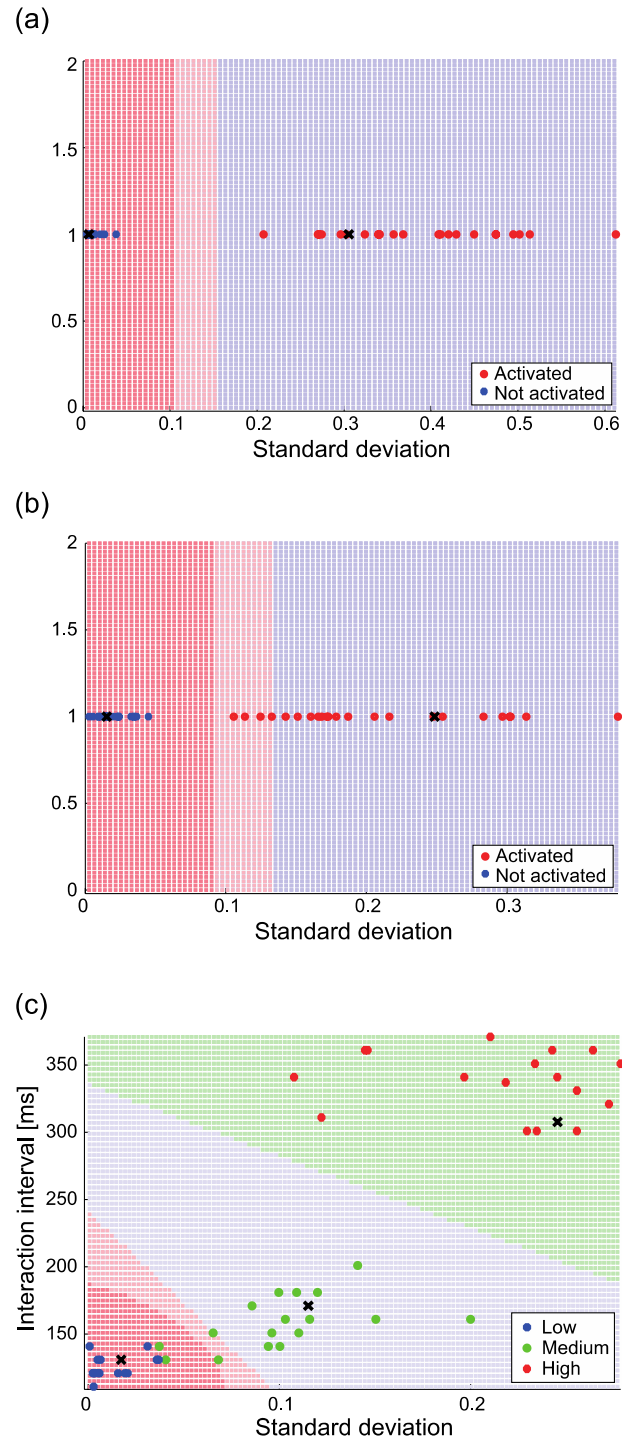 (a)
2
1.5
1
0.5
0
0 0.1 0.2 0.3 0.4 0.5 0.6
Standard deviation
Activated
Not activated
(b)
2
1.5
1
0.5
0
0 0.1 0.2 0.3
Standard deviation
Activated
Not activated
(c)
Interaction interval [ms]
350
300
250
200
150
0 0.1 0.2
Standard deviation
Low
Medium
High